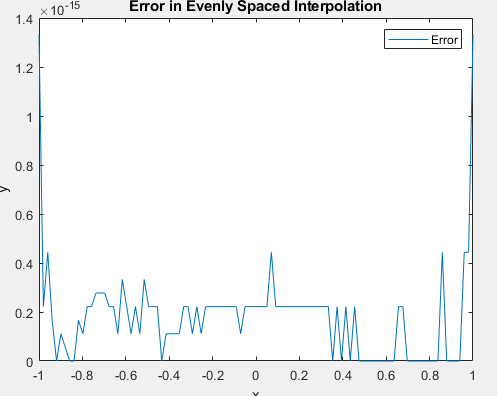 Error in Evenly Spaced Interpolation
×10⁻¹⁵
1.4
1.2
1
0.8
0.6
0.4
0.2
0
y
Error
-1 -0.8 -0.6 -0.4 -0.2 0 0.2 0.4 0.6 0.8 1
x